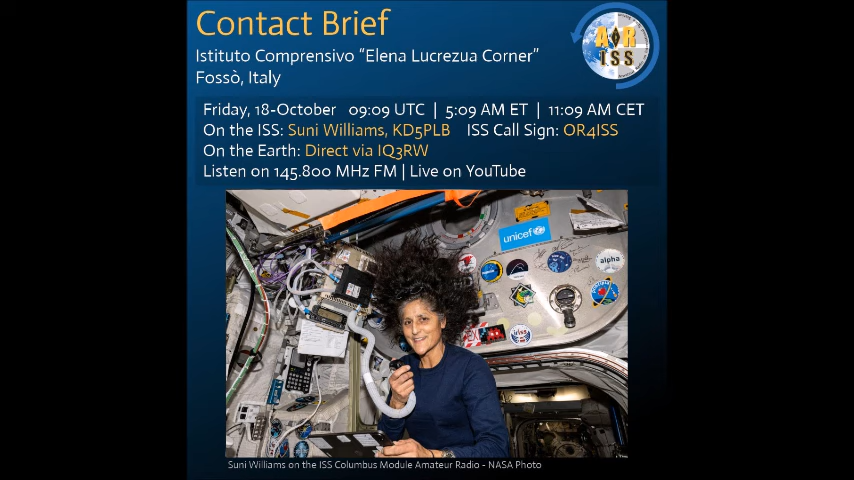 Contact Brief
Istituto Comprensivo “Elena Lucrezua Corner”
Fossò, Italy
A R
I S S
Friday, 18-October 09:09 UTC | 5:09 AM ET | 11:09 AM CET
On the ISS: Suni Williams, KD5PLB ISS Call Sign: OR4ISS
On the Earth: Direct via IQ3RW
Listen on 145.800 MHz FM | Live on YouTube
unicef
alpha
iriss
Suni Williams on the ISS Columbus Module Amateur Radio - NASA Photo